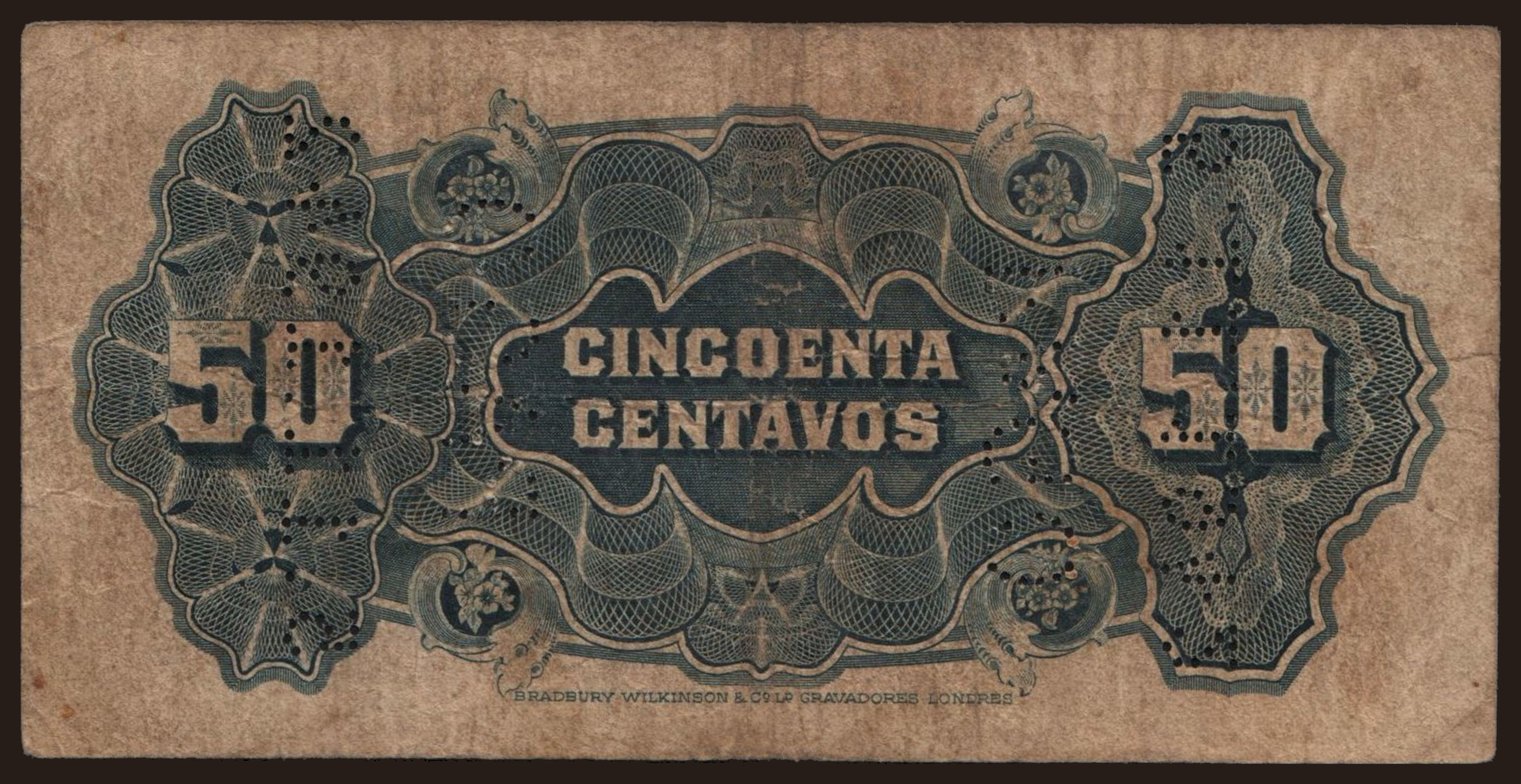 50
CINCOENTA
CENTAVOS
50
BRADBURY WILKINSON & Cº Lᴰ GRAVADORES LONDRES